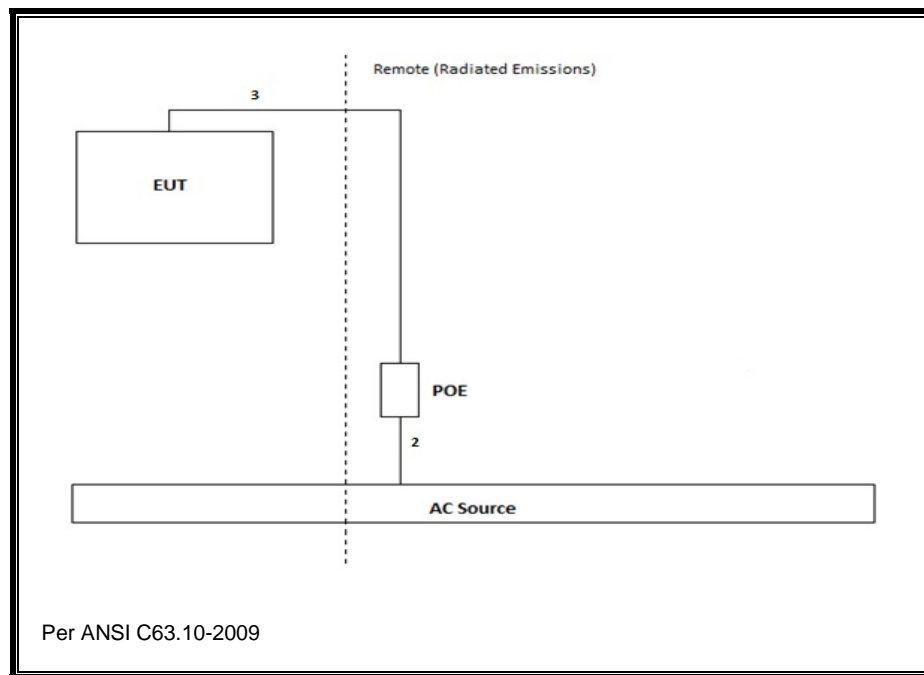 Remote (Radiated Emissions)
3
EUT
POE
2
AC Source
Per ANSI C63.10-2009